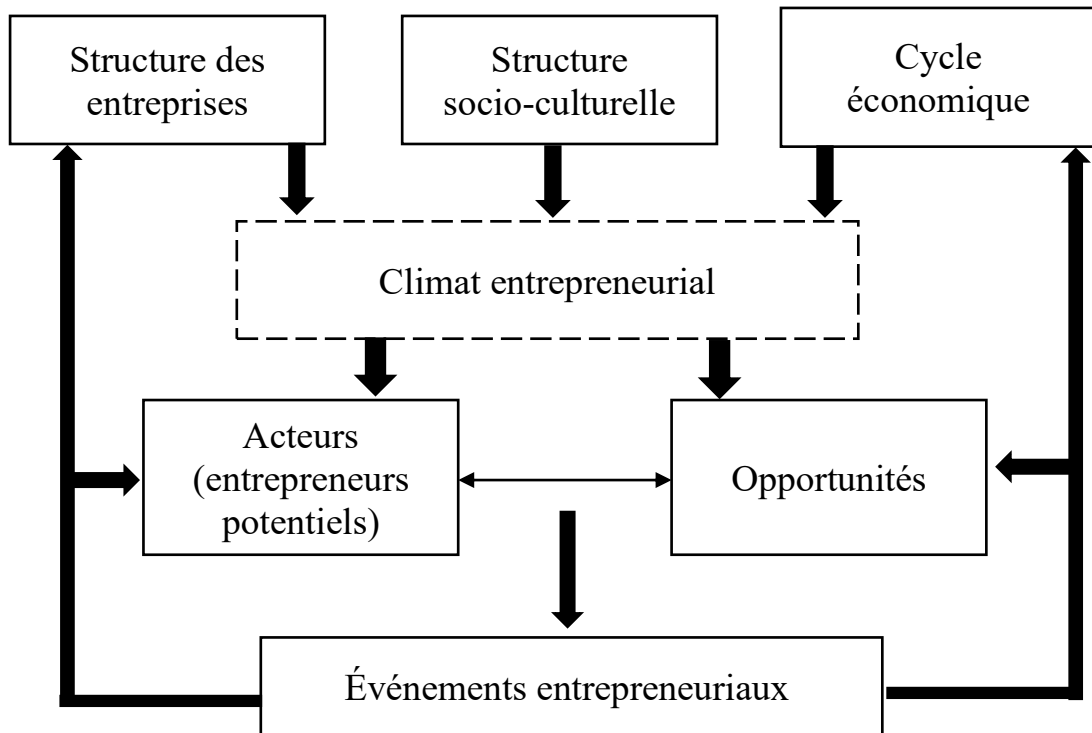 Structure des
entreprises
Structure
socio-culturelle
Cycle
économique
Climat entrepreneurial
Acteurs
(entrepreneurs
potentiels)
Opportunités
Événements entrepreneuriaux